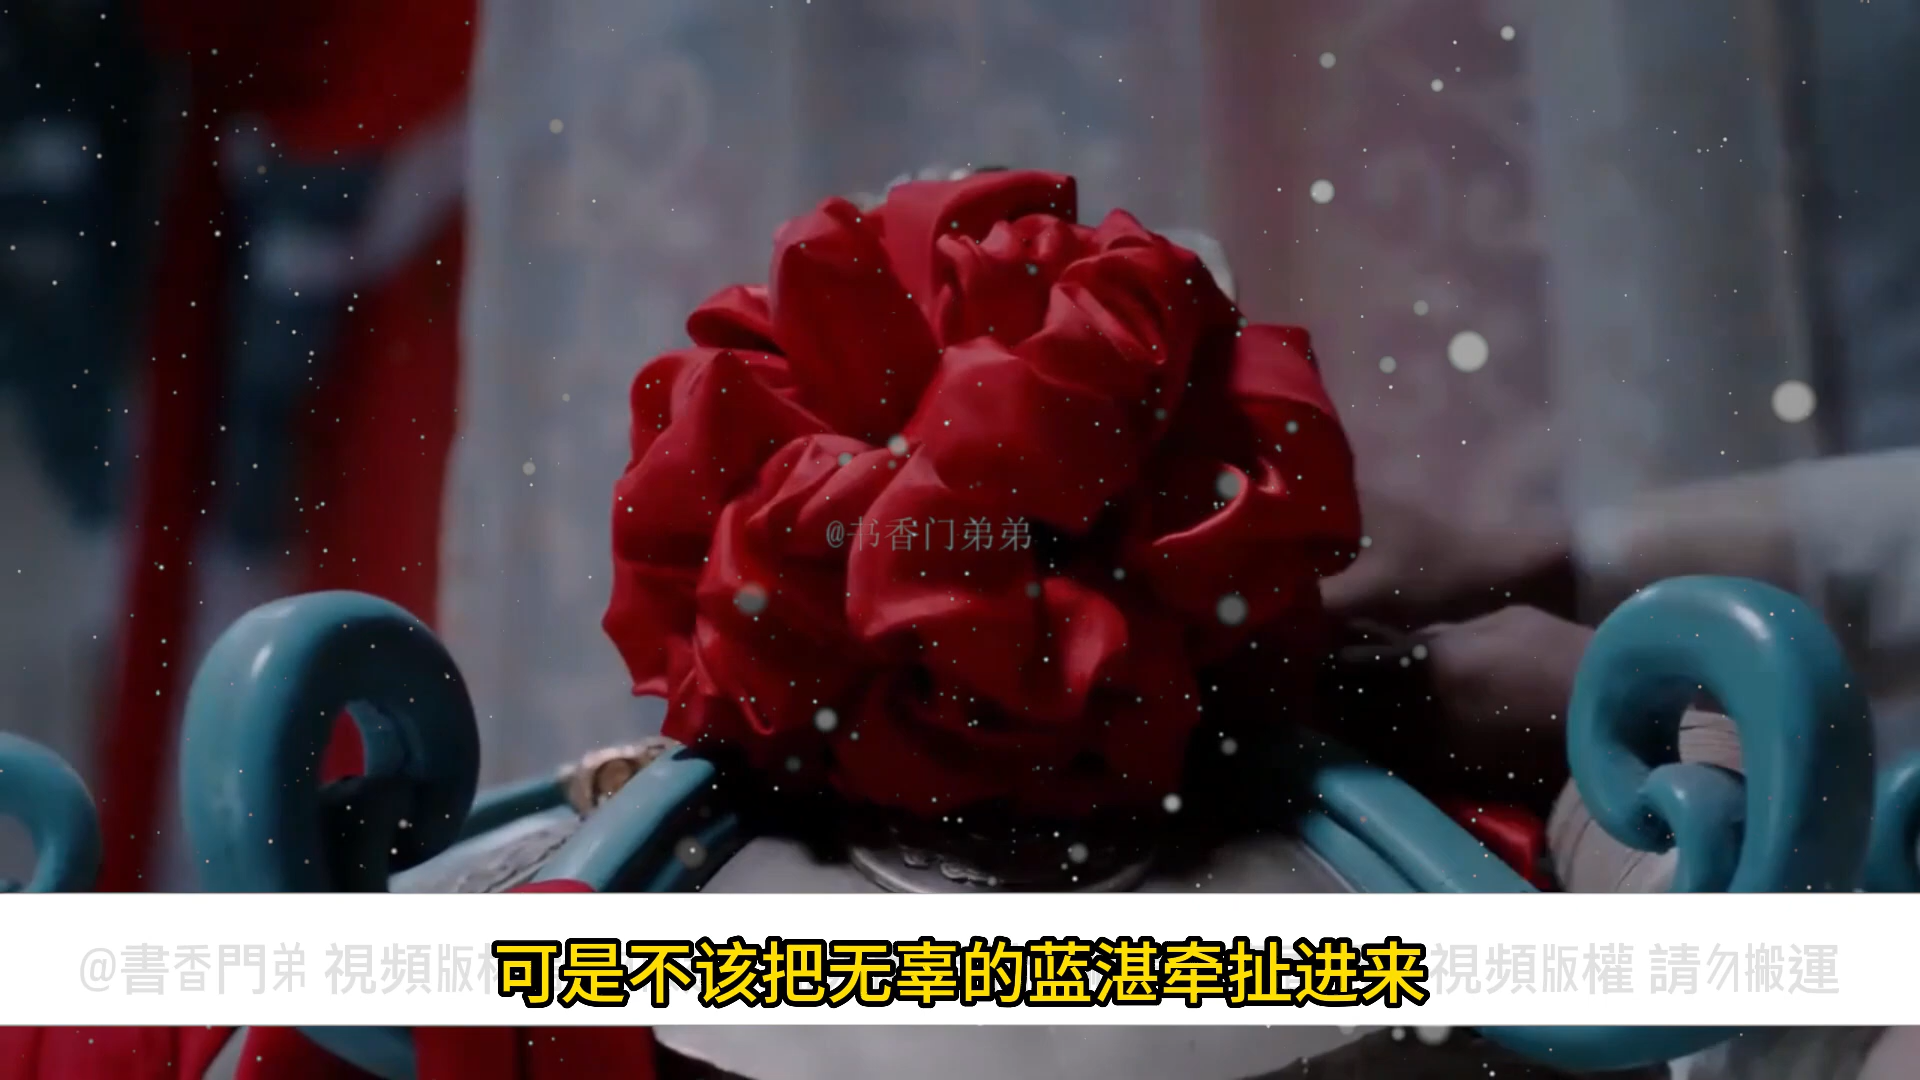 @书香门弟弟
@書香門弟 視頻版權 視頻版權 請勿搬運
可是不该把无辜的蓝湛牵扯进来